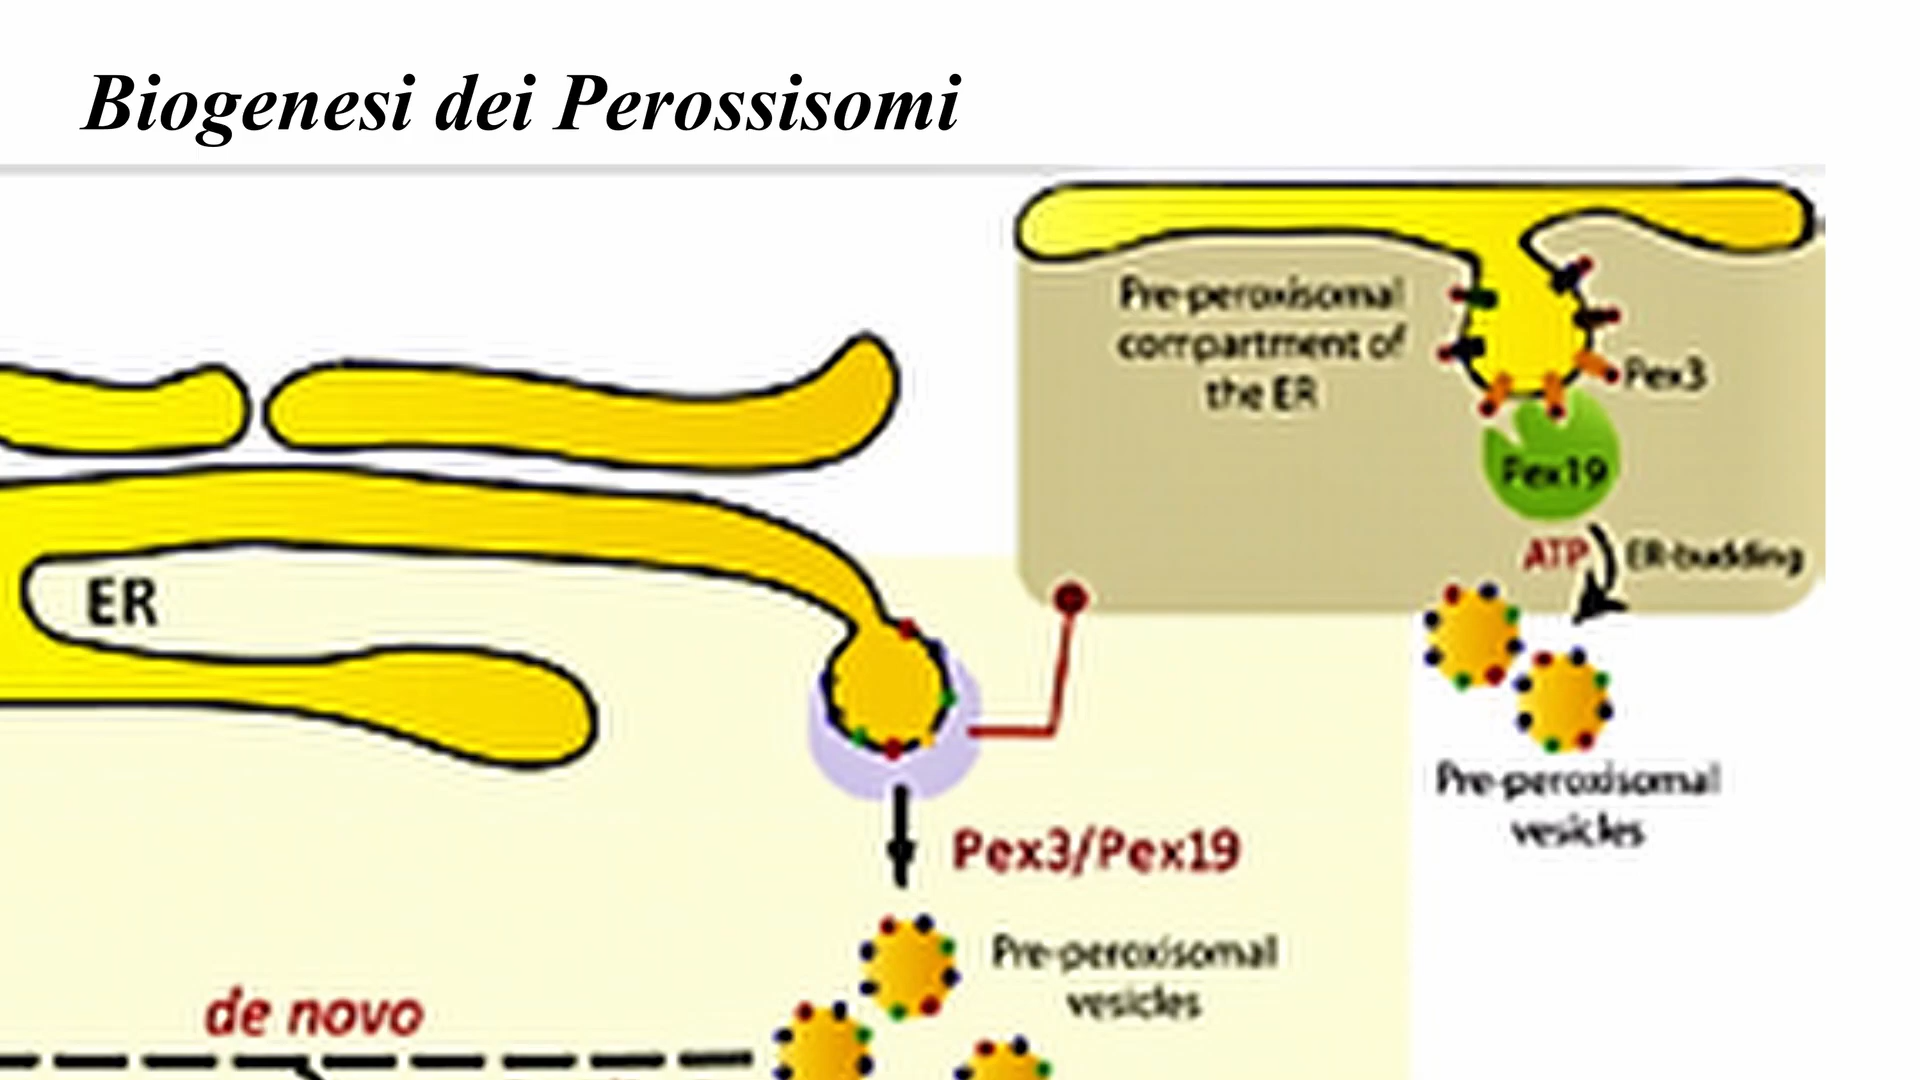 Biogenesi dei Perossisomi
Pre-peroxisomal
compartment of
the ER
Pex3
Pex19
ATP
ER-budding
ER
Pre-peroxisomal
vesicles
Pex3/Pex19
Pre-peroxisomal
vesicles
de novo